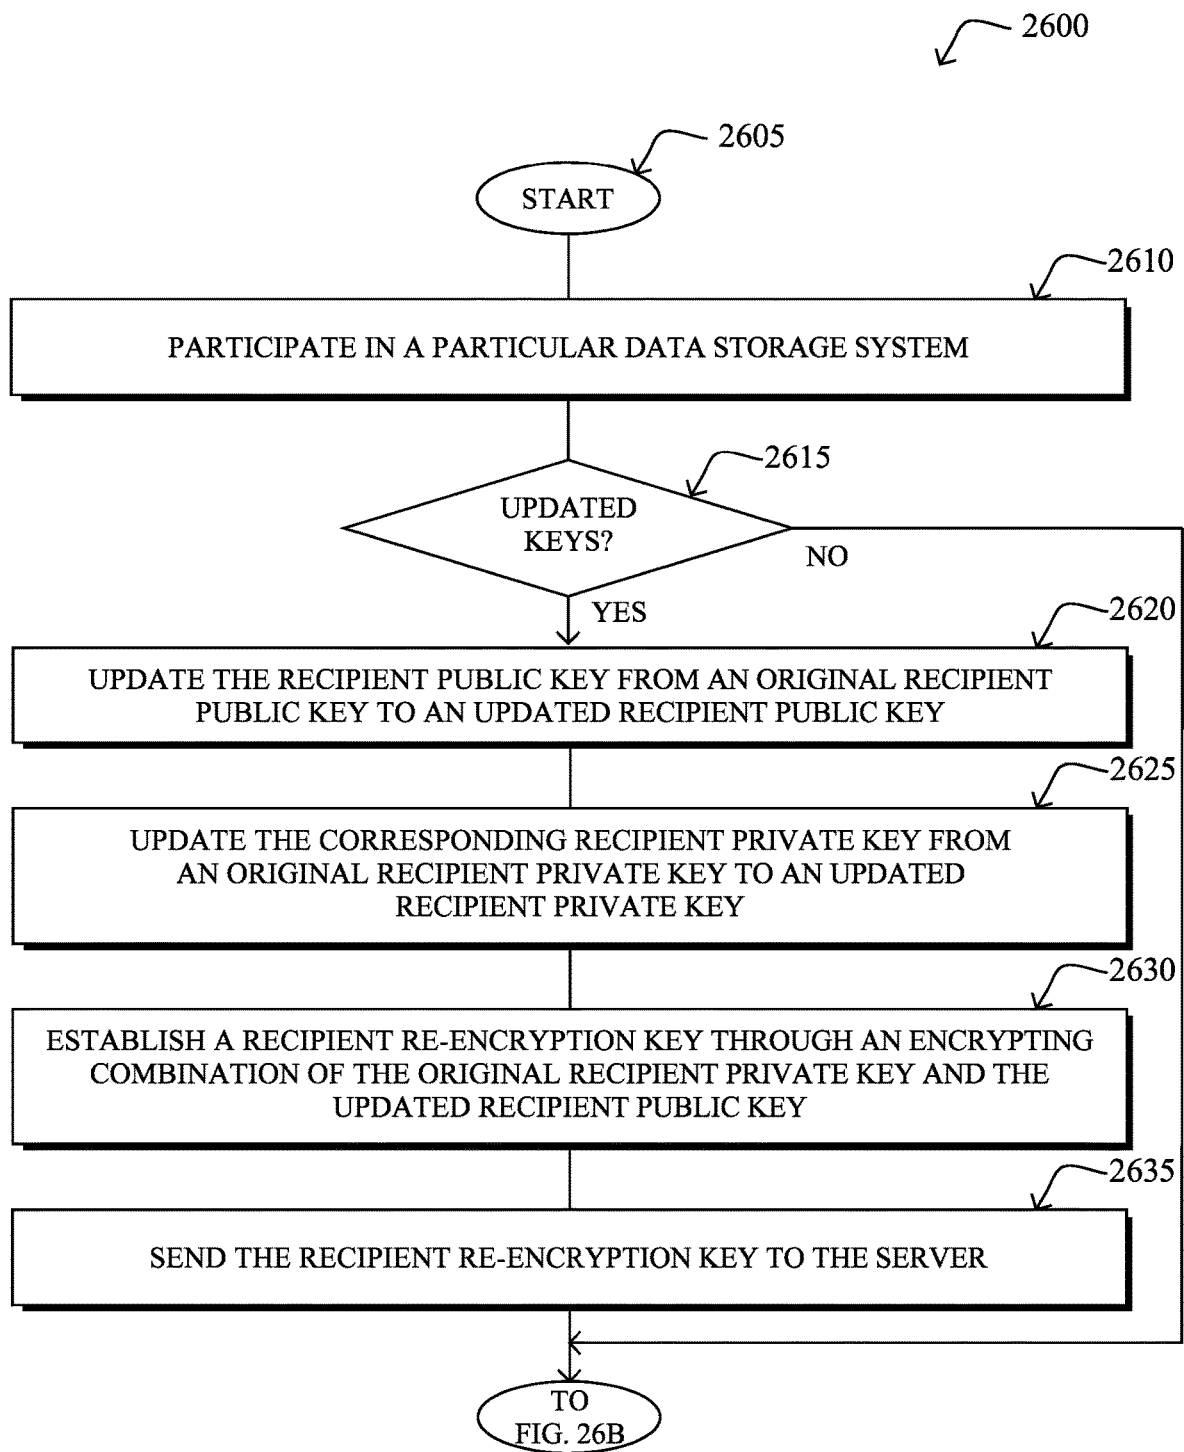 2600
2605
START
2610
PARTICIPATE IN A PARTICULAR DATA STORAGE SYSTEM
2615
UPDATED
KEYS?
NO
YES
2620
UPDATE THE RECIPIENT PUBLIC KEY FROM AN ORIGINAL RECIPIENT
PUBLIC KEY TO AN UPDATED RECIPIENT PUBLIC KEY
2625
UPDATE THE CORRESPONDING RECIPIENT PRIVATE KEY FROM
AN ORIGINAL RECIPIENT PRIVATE KEY TO AN UPDATED
RECIPIENT PRIVATE KEY
2630
ESTABLISH A RECIPIENT RE-ENCRYPTION KEY THROUGH AN ENCRYPTING
COMBINATION OF THE ORIGINAL RECIPIENT PRIVATE KEY AND THE
UPDATED RECIPIENT PUBLIC KEY
2635
SEND THE RECIPIENT RE-ENCRYPTION KEY TO THE SERVER
TO
FIG. 26B